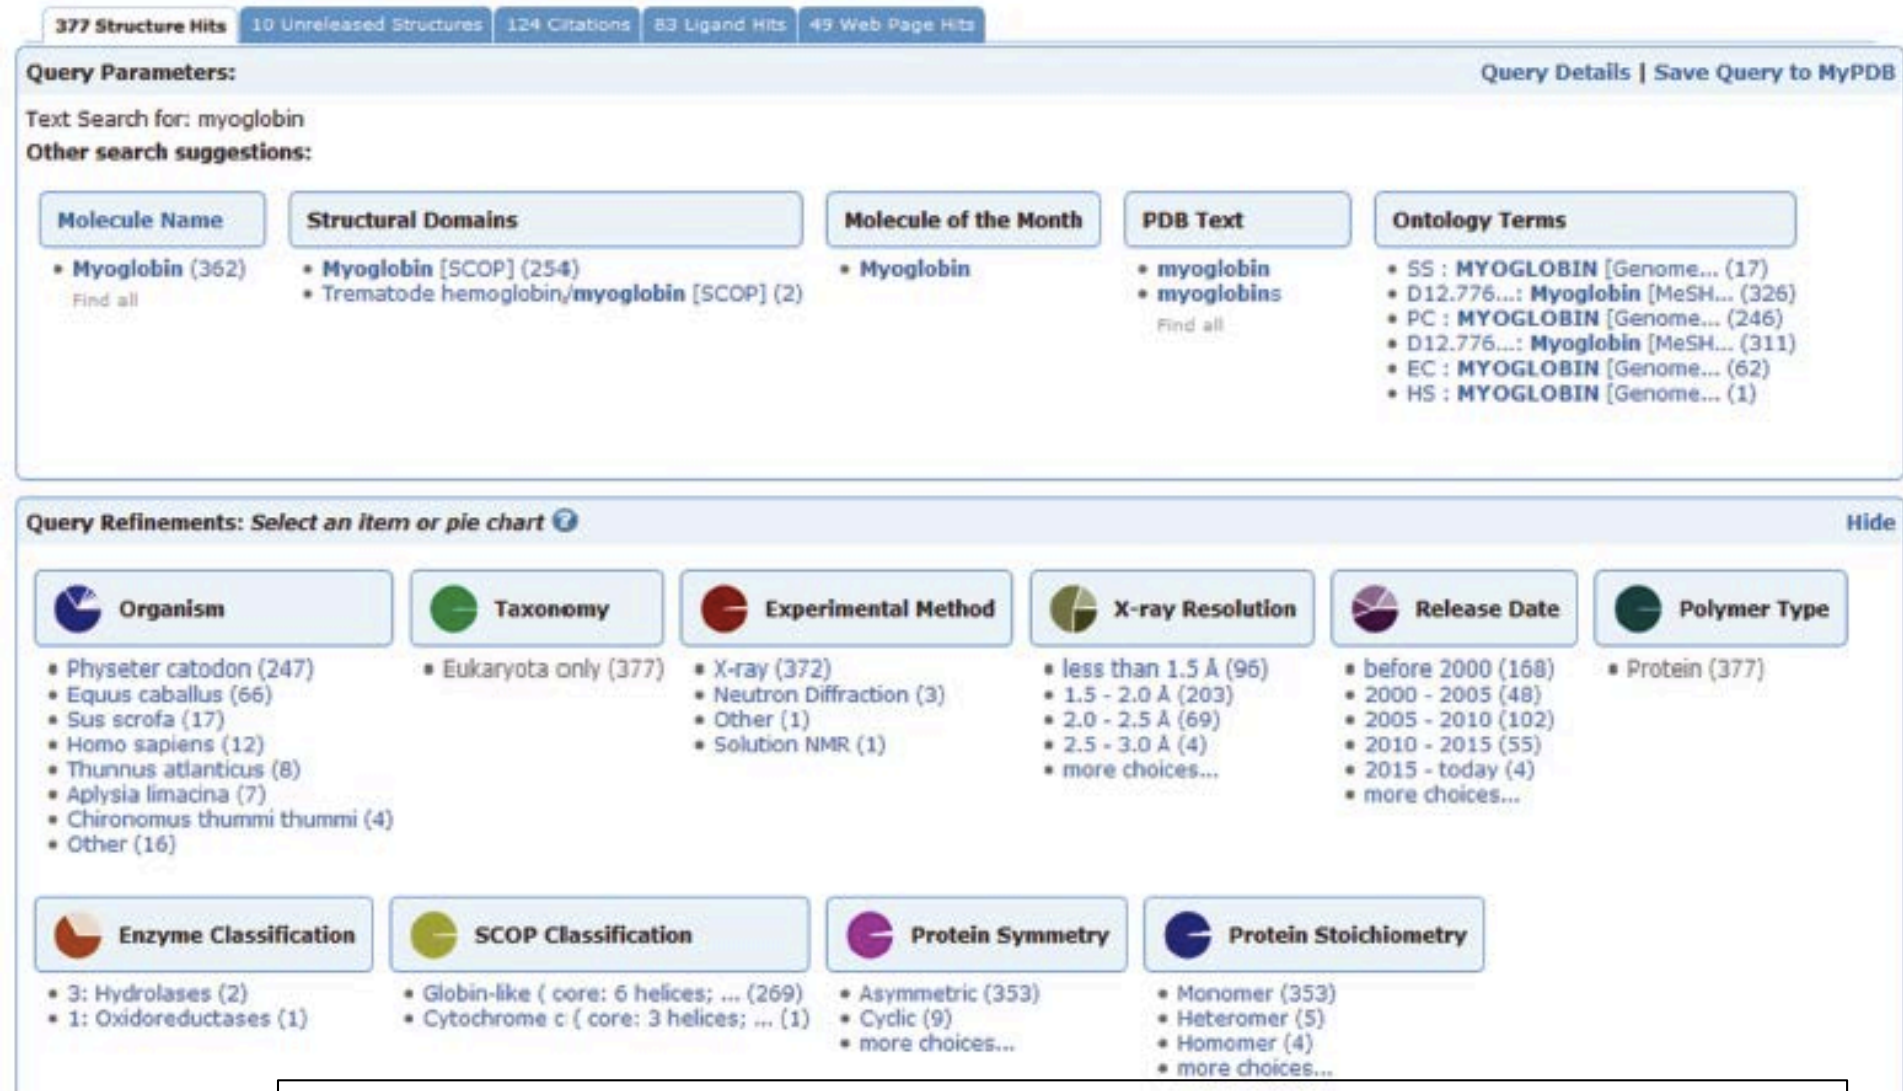 377 Structure Hits 10 Unreleased Structures 124 Citations 83 Ligand Hits 49 Web Page Hits
Query Parameters: Query Details | Save Query to MyPDB
Text Search for: myoglobin
Other search suggestions:
Molecule Name
• Myoglobin (362)
Find all
Structural Domains
• Myoglobin [SCOP] (254)
• Trematode hemoglobin/myoglobin [SCOP] (2)
Molecule of the Month
• Myoglobin
PDB Text
• myoglobin
• myoglobins
Find all
Ontology Terms
• SS : MYOGLOBIN [Genome... (17)
• D12.776...: Myoglobin [MeSH... (326)
• PC : MYOGLOBIN [Genome... (246)
• D12.776...: Myoglobin [MeSH... (311)
• EC : MYOGLOBIN [Genome... (62)
• HS : MYOGLOBIN [Genome... (1)
Query Refinements: Select an item or pie chart ? Hide
Organism
• Physeter catodon (247)
• Equus caballus (66)
• Sus scrofa (17)
• Homo sapiens (12)
• Thunnus atlanticus (8)
• Aplysia limacina (7)
• Chironomus thummi thummi (4)
• Other (16)
Taxonomy
• Eukaryota only (377)
Experimental Method
• X-ray (372)
• Neutron Diffraction (3)
• Other (1)
• Solution NMR (1)
X-ray Resolution
• less than 1.5 Å (96)
• 1.5 - 2.0 Å (203)
• 2.0 - 2.5 Å (69)
• 2.5 - 3.0 Å (4)
• more choices...
Release Date
• before 2000 (168)
• 2000 - 2005 (48)
• 2005 - 2010 (102)
• 2010 - 2015 (55)
• 2015 - today (4)
• more choices...
Polymer Type
• Protein (377)
Enzyme Classification
• 3: Hydrolases (2)
• 1: Oxidoreductases (1)
SCOP Classification
• Globin-like ( core: 6 helices; ... (269)
• Cytochrome c ( core: 3 helices; ... (1)
Protein Symmetry
• Asymmetric (353)
• Cyclic (9)
• more choices...
Protein Stoichiometry
• Monomer (353)
• Heteromer (5)
• Homomer (4)
• more choices...